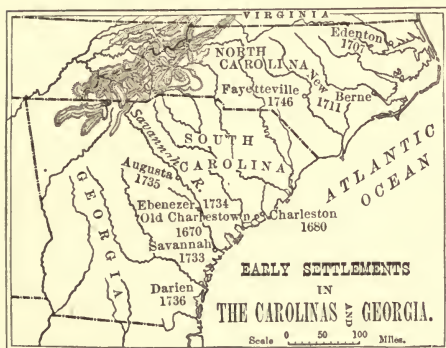 VIRGINIA
Edenton
1707
NORTH
CAROLINA
New Berne
1711
Fayetteville
1746
SOUTH
CAROLINA
Savannah R.
Augusta
1735
GEORGIA
Ebenezer 1734
Old Charlestown
1670
Charleston
1680
Savannah
1733
Darien
1736
ATLANTIC
OCEAN
EARLY SETTLEMENTS
IN
THE CAROLINAS AND GEORGIA.
Scale 0 50 100 Miles.